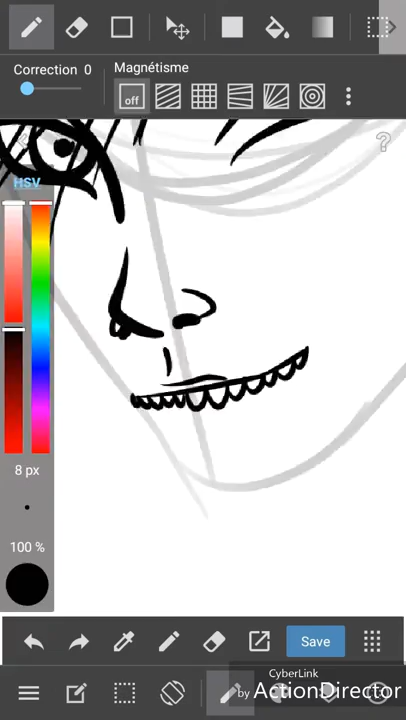 Correction 0
Magnétisme
off
?
HSV
8 px
100 %
Save
CyberLink
by ActionDirector